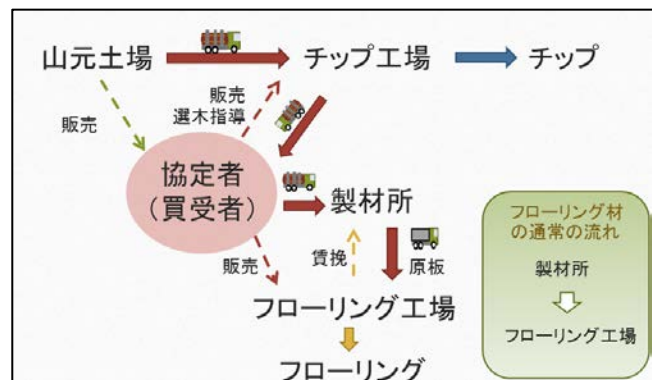 山元土場
チップ工場
チップ
販売
販売
選木指導
協定者
(買受者)
製材所
販売
賃挽
原板
フローリング工場
フローリング
フローリング材
の通常の流れ
製材所
フローリング工場